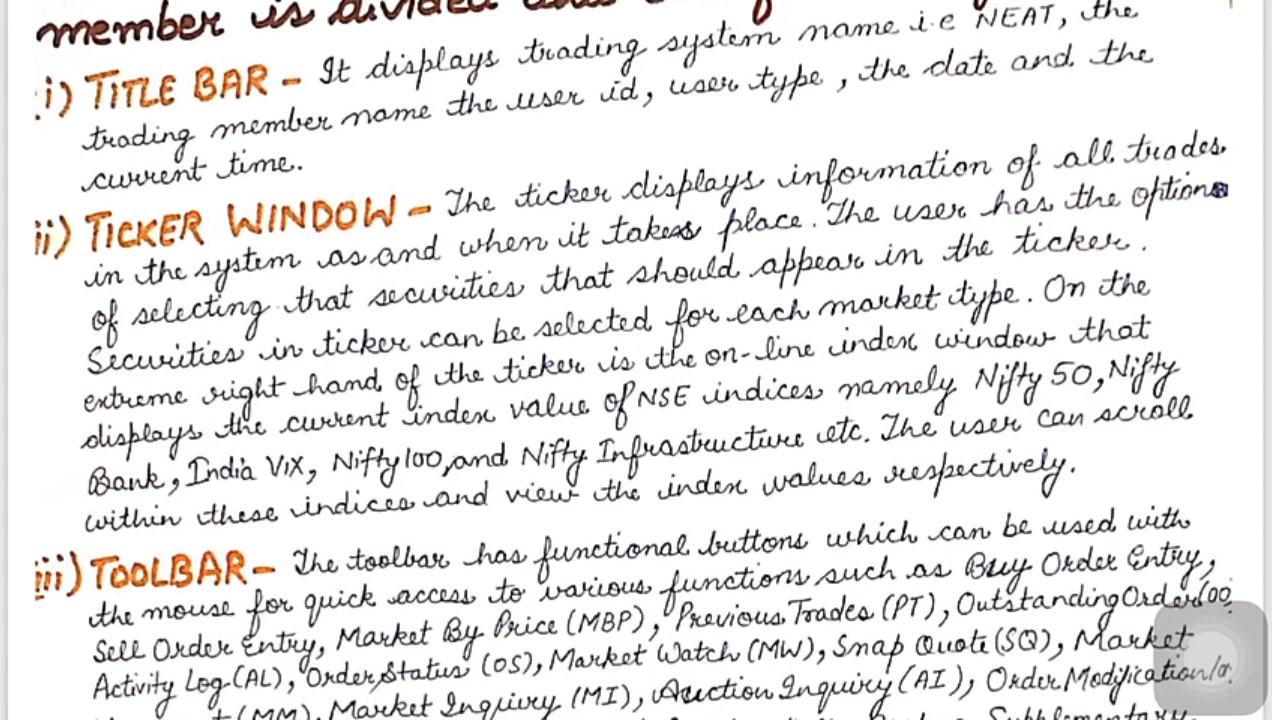 member is divided
i) TITLE BAR - It displays trading system name i.e NEAT, the
trading member name the user id, user type, the date and the
current time.
ii) TICKER WINDOW - The ticker displays information of all trades
in the system as and when it takes place. The user has the option
of selecting that securities that should appear in the ticker.
Securities in ticker can be selected for each market type. On the
extreme right hand of the ticker is the on-line index window that
displays the current index value of NSE indices namely Nifty 50, Nifty
Bank, India VIX, Nifty 100, and Nifty Infrastructure etc. The user can scroll
within these indices and view the index values respectively.
iii) TOOLBAR - The toolbar has functional buttons which can be used with
the mouse for quick access to various functions such as Buy Order Entry,
Sell Order Entry, Market By Price (MBP), Previous Trades (PT), Outstanding Order(OO
Activity Log (AL), Order Status (OS), Market Watch (MW), Snap Quote (SQ), Market
(MM), Market Inquiry (MI), Auction Inquiry (AI), Order Modification
Supplementary